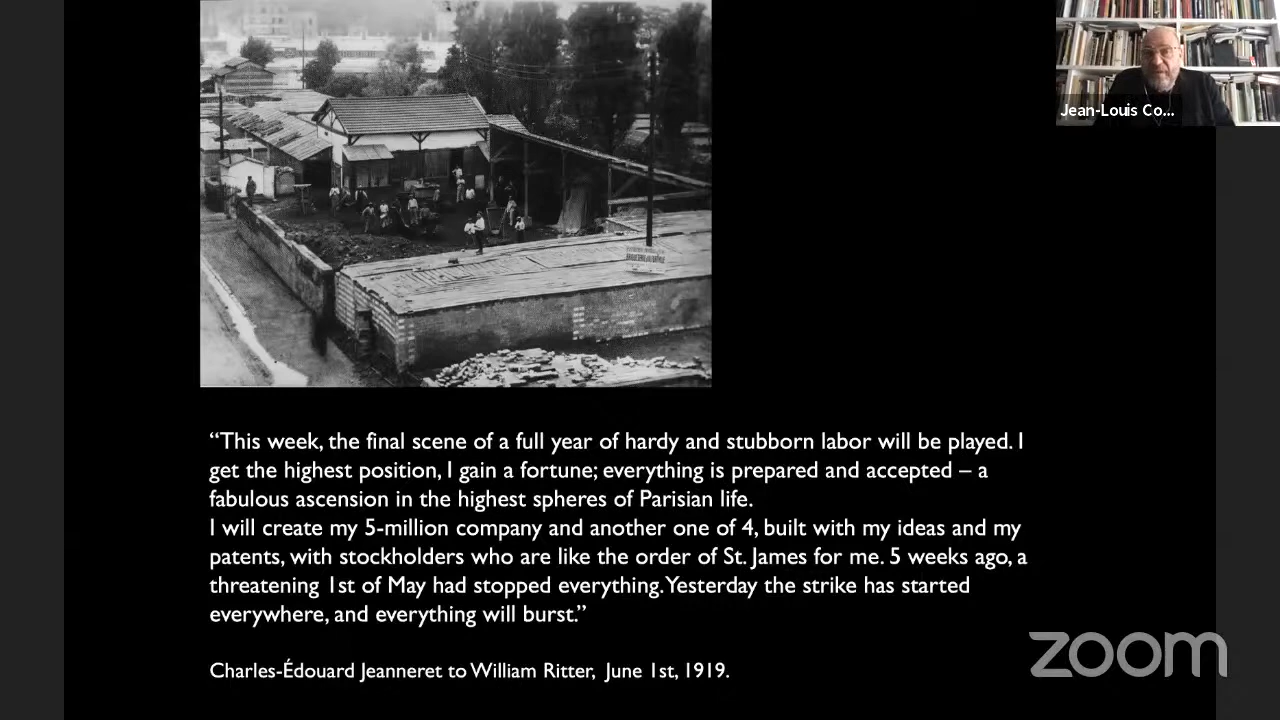 Jean-Louis Co...
“This week, the final scene of a full year of hardy and stubborn labor will be played. I
get the highest position, I gain a fortune; everything is prepared and accepted – a
fabulous ascension in the highest spheres of Parisian life.
I will create my 5-million company and another one of 4, built with my ideas and my
patents, with stockholders who are like the order of St. James for me. 5 weeks ago, a
threatening 1st of May had stopped everything. Yesterday the strike has started
everywhere, and everything will burst.”
Charles-Édouard Jeanneret to William Ritter, June 1st, 1919.
zoom